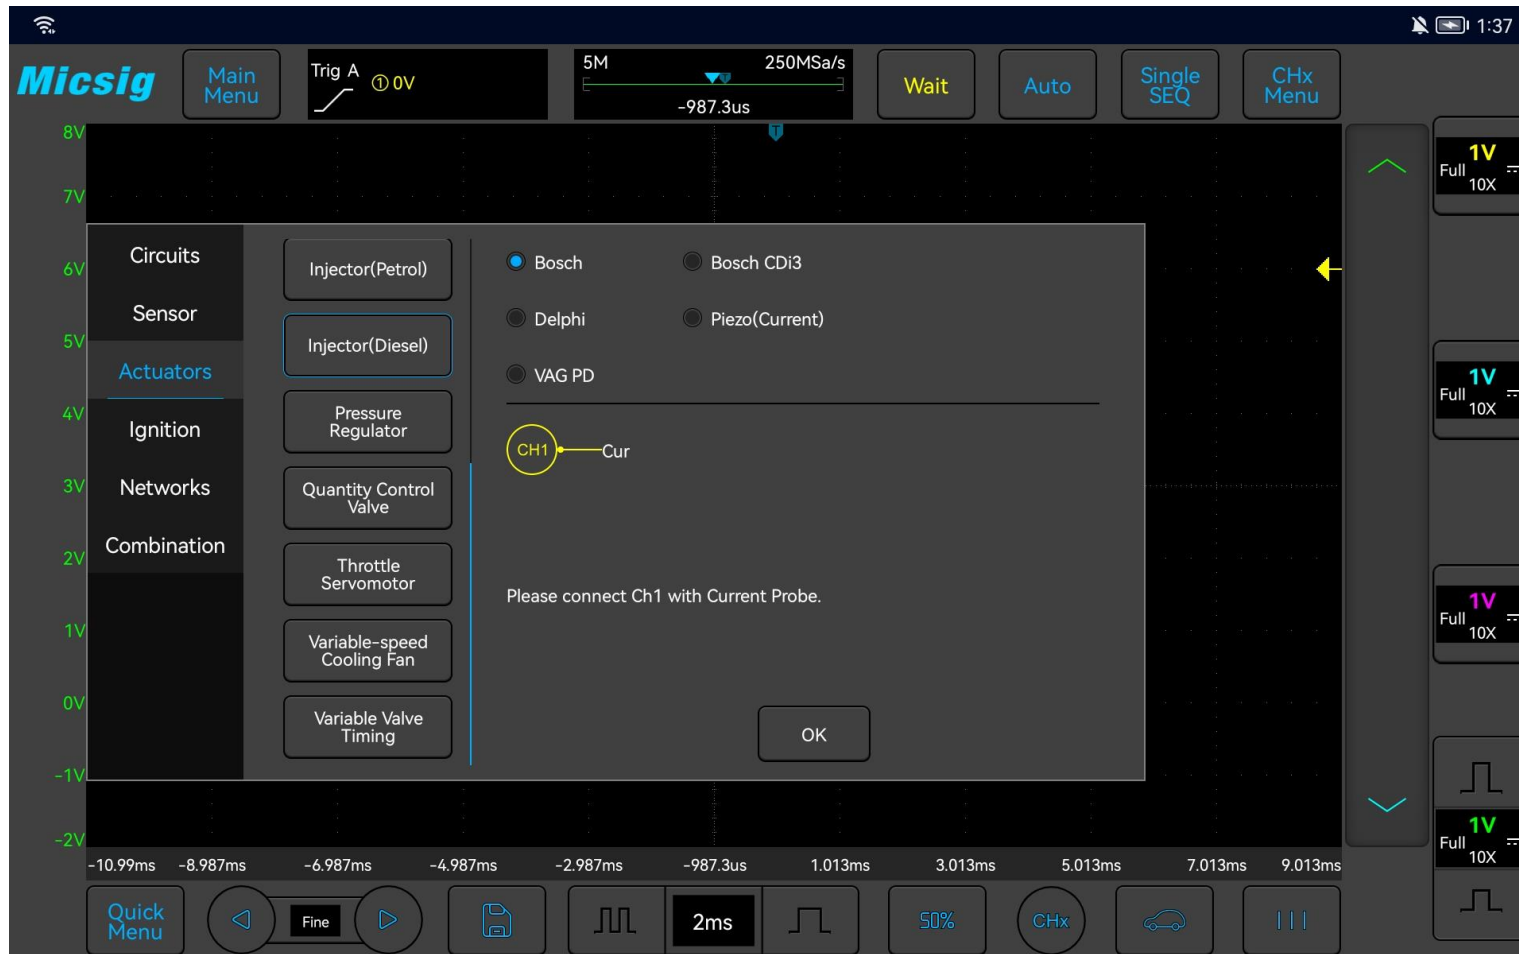 1:37
Micsig
Main
Menu
Trig A
① 0V
5M
250MSa/s
-987.3us
Wait
Auto
Single
SEQ
CHx
Menu
8V
7V
6V
5V
4V
3V
2V
1V
0V
-1V
-2V
T
Circuits
Sensor
Actuators
Ignition
Networks
Combination
Injector(Petrol)
Injector(Diesel)
Pressure
Regulator
Quantity Control
Valve
Throttle
Servomotor
Variable-speed
Cooling Fan
Variable Valve
Timing
Bosch
Bosch CDi3
Delphi
Piezo(Current)
VAG PD
CH1
Cur
Please connect Ch1 with Current Probe.
OK
1V
Full
10X
1V
Full
10X
1V
Full
10X
1V
Full
10X
-10.99ms
-8.987ms
-6.987ms
-4.987ms
-2.987ms
-987.3us
1.013ms
3.013ms
5.013ms
7.013ms
9.013ms
Quick
Menu
Fine
2ms
50%
CHx